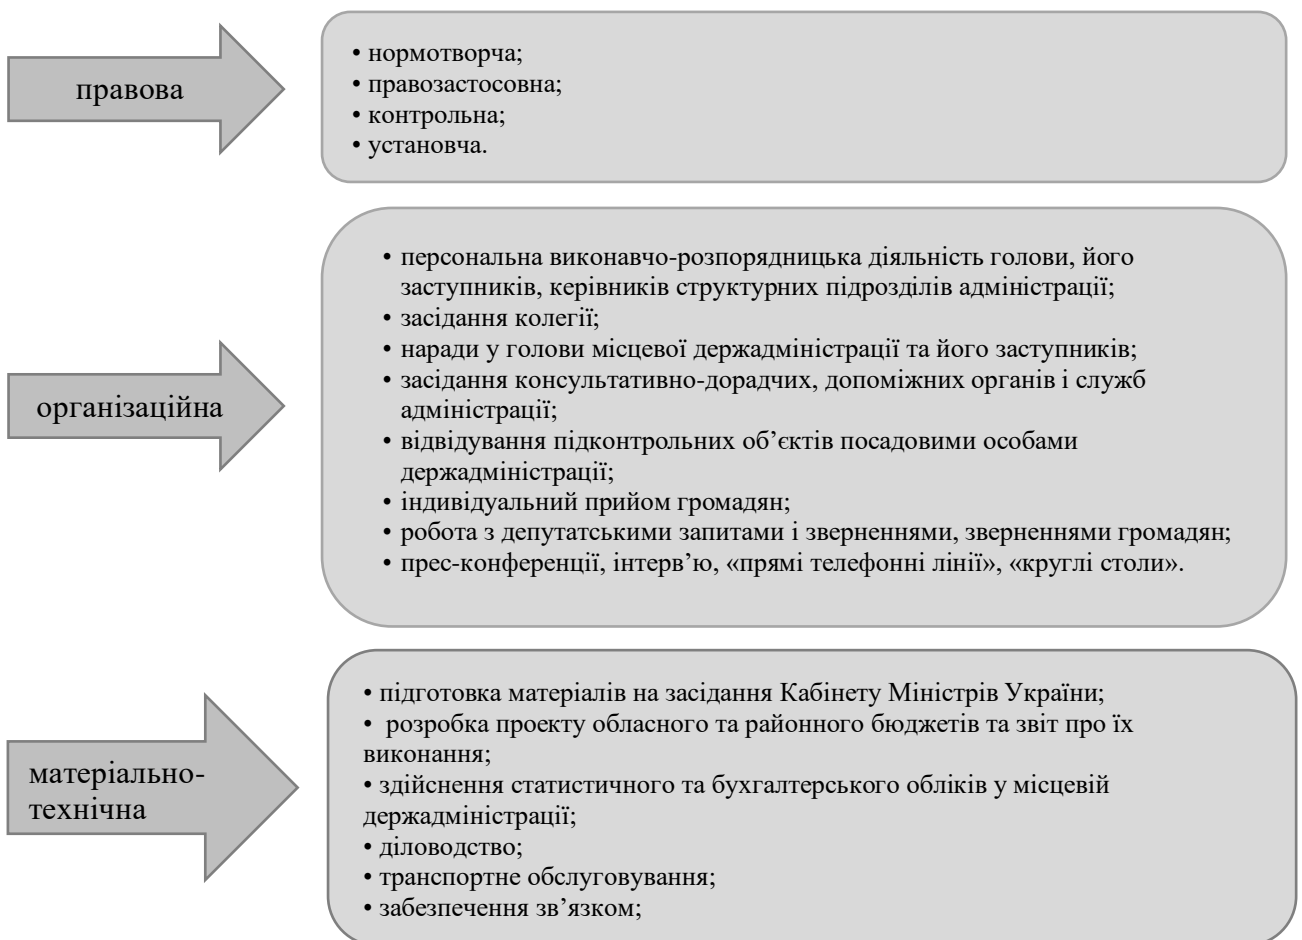 правова
• нормотворча;
• правозастосовна;
• контрольна;
• установча.
організаційна
• персональна виконавчо-розпорядницька діяльність голови, його
заступників, керівників структурних підрозділів адміністрації;
• засідання колегії;
• наради у голови місцевої держадміністрації та його заступників;
• засідання консультативно-дорадчих, допоміжних органів і служб
адміністрації;
• відвідування підконтрольних об’єктів посадовими особами
держадміністрації;
• індивідуальний прийом громадян;
• робота з депутатськими запитами і зверненнями, зверненнями громадян;
• прес-конференції, інтерв’ю, «прямі телефонні лінії», «круглі столи».
матеріально-
технічна
• підготовка матеріалів на засідання Кабінету Міністрів України;
• розробка проекту обласного та районного бюджетів та звіт про їх
виконання;
• здійснення статистичного та бухгалтерського обліків у місцевій
держадміністрації;
• діловодство;
• транспортне обслуговування;
• забезпечення зв’язком;